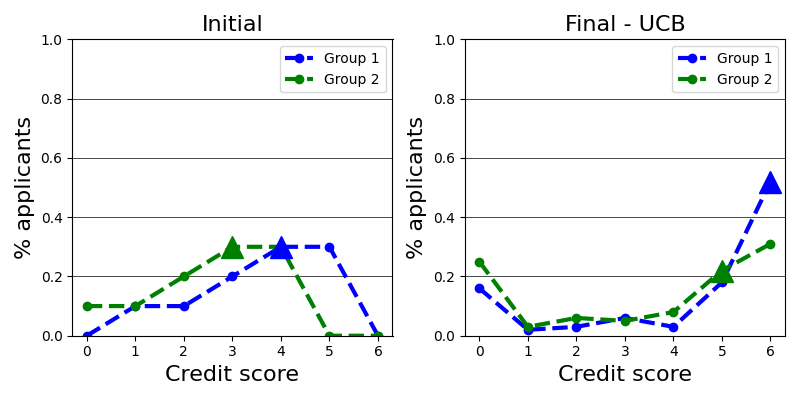 Initial
% applicants
1.0
0.8
0.6
0.4
0.2
0.0
Group 1
Group 2
0 1 2 3 4 5 6
Credit score
Final - UCB
% applicants
1.0
0.8
0.6
0.4
0.2
0.0
Group 1
Group 2
0 1 2 3 4 5 6
Credit score